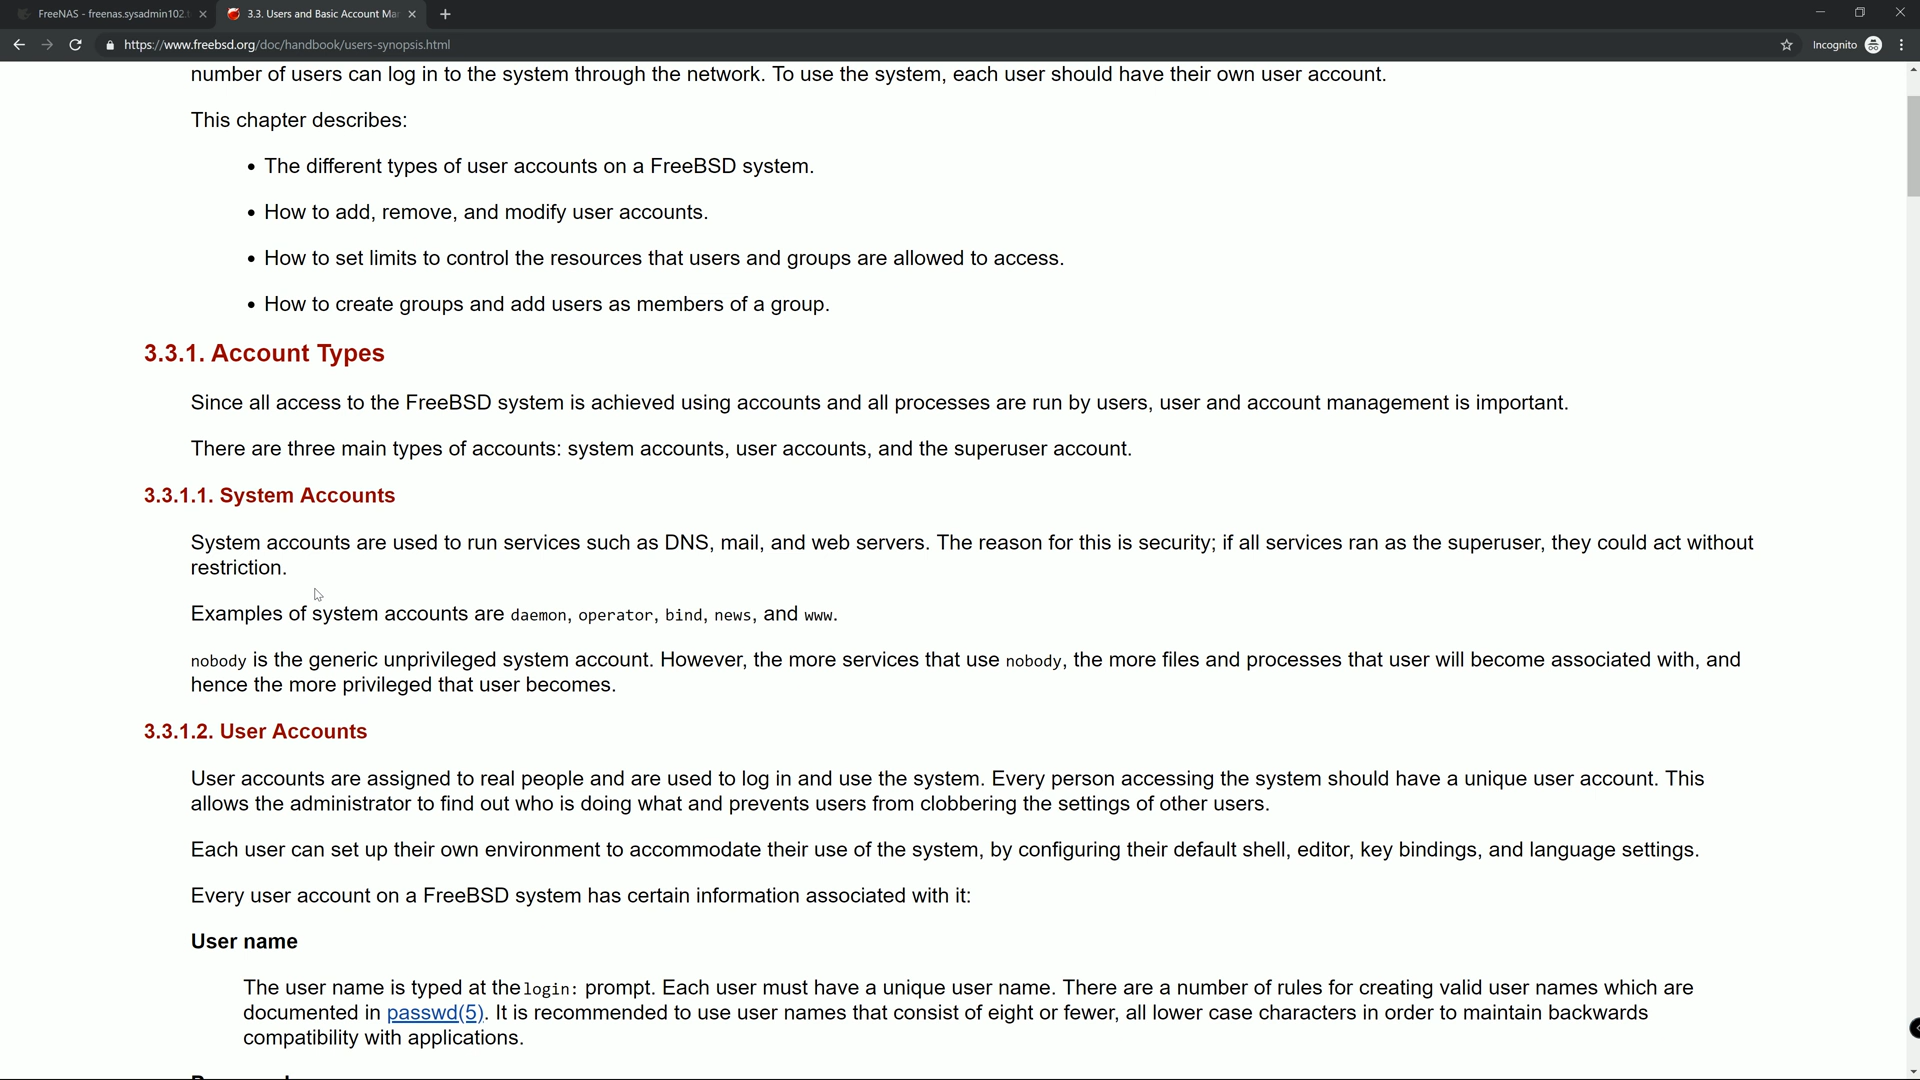 FreeNAS - freenas.sysadmin102.
3.3. Users and Basic Account Mar
https://www.freebsd.org/doc/handbook/users-synopsis.html
Incognito
number of users can log in to the system through the network. To use the system, each user should have their own user account.
This chapter describes:
• The different types of user accounts on a FreeBSD system.
• How to add, remove, and modify user accounts.
• How to set limits to control the resources that users and groups are allowed to access.
• How to create groups and add users as members of a group.
3.3.1. Account Types
Since all access to the FreeBSD system is achieved using accounts and all processes are run by users, user and account management is important.
There are three main types of accounts: system accounts, user accounts, and the superuser account.
3.3.1.1. System Accounts
System accounts are used to run services such as DNS, mail, and web servers. The reason for this is security; if all services ran as the superuser, they could act without
restriction.
Examples of system accounts are daemon, operator, bind, news, and www.
nobody is the generic unprivileged system account. However, the more services that use nobody, the more files and processes that user will become associated with, and
hence the more privileged that user becomes.
3.3.1.2. User Accounts
User accounts are assigned to real people and are used to log in and use the system. Every person accessing the system should have a unique user account. This
allows the administrator to find out who is doing what and prevents users from clobbering the settings of other users.
Each user can set up their own environment to accommodate their use of the system, by configuring their default shell, editor, key bindings, and language settings.
Every user account on a FreeBSD system has certain information associated with it:
User name
The user name is typed at the login: prompt. Each user must have a unique user name. There are a number of rules for creating valid user names which are
documented in passwd(5). It is recommended to use user names that consist of eight or fewer, all lower case characters in order to maintain backwards
compatibility with applications.